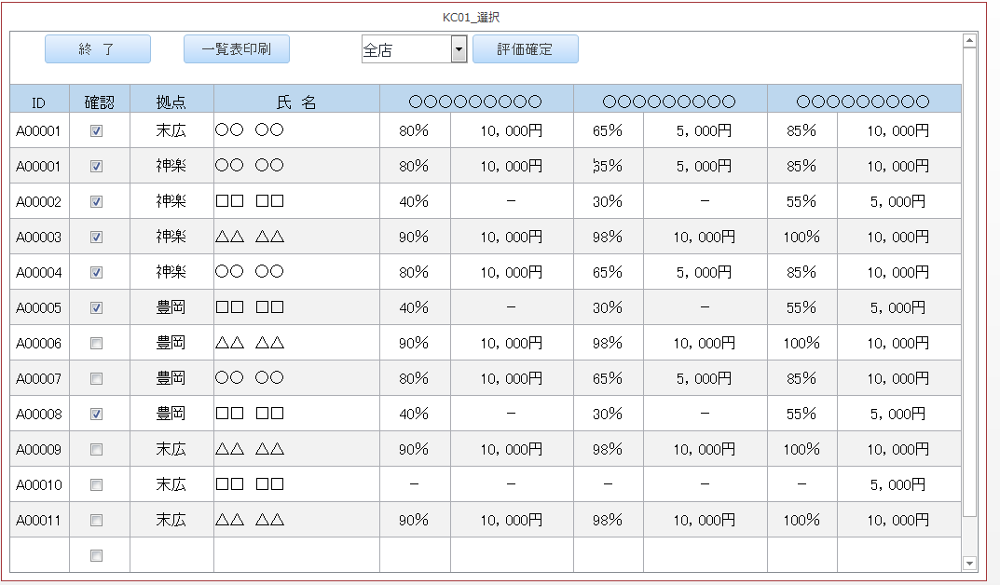 KC01_選択
終 了 一覧表印刷 全店 評価確定
ID 確認 拠点 氏 名 ○○○○○○○○○ ○○○○○○○○○ ○○○○○○○○○
A00001 末広 ○○ ○○ 80% 10,000円 65% 5,000円 85% 10,000円
A00001 神楽 ○○ ○○ 80% 10,000円 65% 5,000円 85% 10,000円
A00002 神楽 □□ □□ 40% − 30% − 55% 5,000円
A00003 神楽 △△ △△ 90% 10,000円 98% 10,000円 100% 10,000円
A00004 神楽 ○○ ○○ 80% 10,000円 65% 5,000円 85% 10,000円
A00005 豊岡 □□ □□ 40% − 30% − 55% 5,000円
A00006 豊岡 △△ △△ 90% 10,000円 98% 10,000円 100% 10,000円
A00007 豊岡 ○○ ○○ 80% 10,000円 65% 5,000円 85% 10,000円
A00008 豊岡 □□ □□ 40% − 30% − 55% 5,000円
A00009 末広 △△ △△ 90% 10,000円 98% 10,000円 100% 10,000円
A00010 末広 □□ □□ − − − − − 5,000円
A00011 末広 △△ △△ 90% 10,000円 98% 10,000円 100% 10,000円